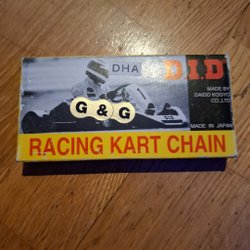 DHA
D.I.D
MADE BY
DAIDO KOGYO
CO.,LTD
G & G
MADE IN JAPAN
RACING KART CHAIN